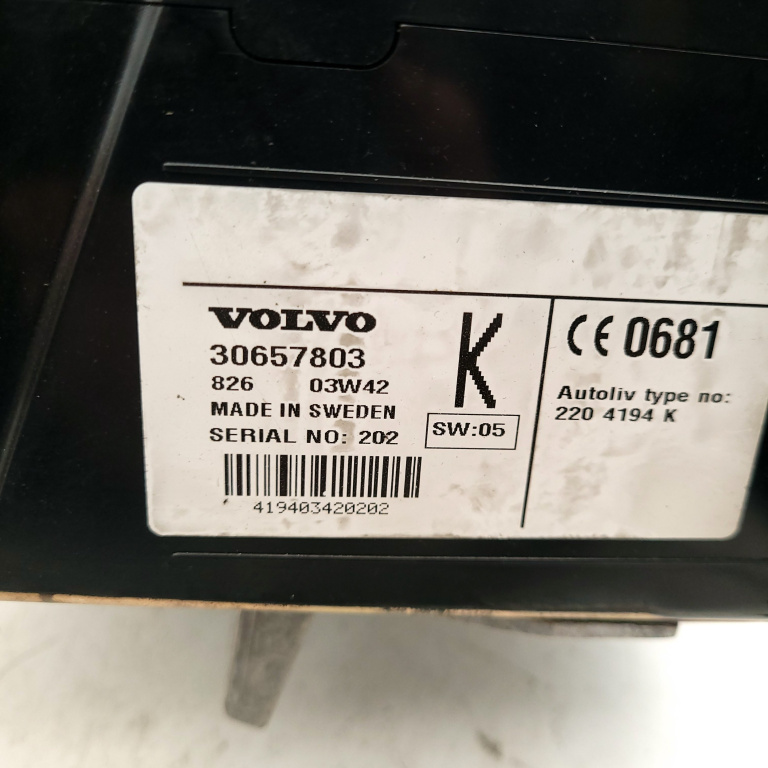 VOLVO
30657803
826 03W42
MADE IN SWEDEN
SERIAL NO: 202
K
SW:05
419403420202
CE 0681
Autoliv type no:
220 4194 K